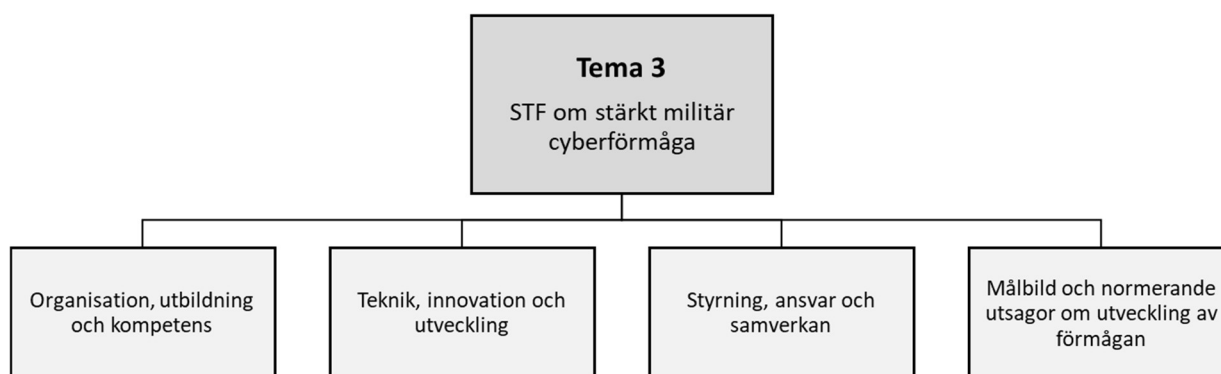 Tema 3
STF om stärkt militär
cyberförmåga
Organisation, utbildning
och kompetens
Teknik, innovation och
utveckling
Styrning, ansvar och
samverkan
Målbild och normerande
utsagor om utveckling av
förmågan